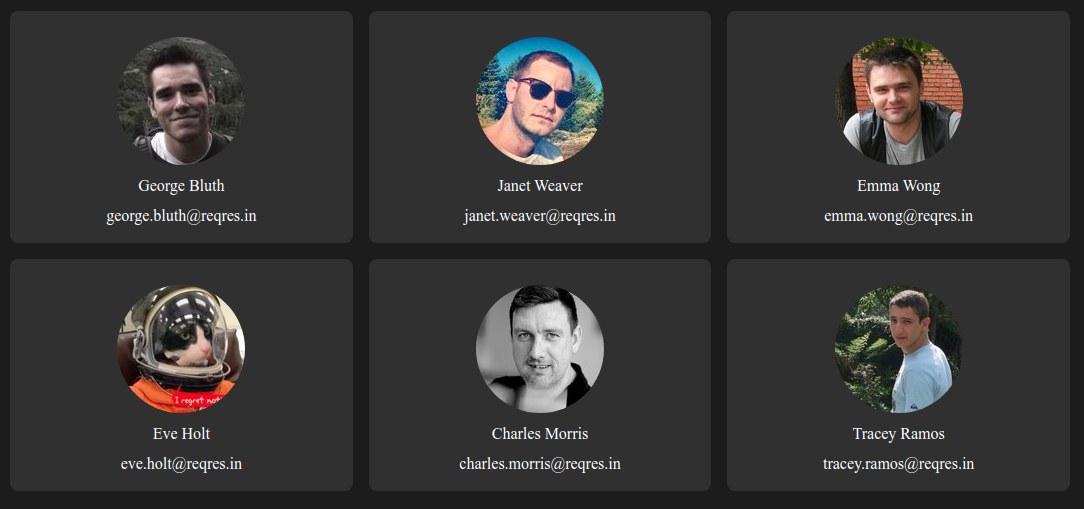 George Bluth
george.bluth@reqres.in
Janet Weaver
janet.weaver@reqres.in
Emma Wong
emma.wong@reqres.in
Eve Holt
eve.holt@reqres.in
I regret not
Charles Morris
charles.morris@reqres.in
Tracey Ramos
tracey.ramos@reqres.in